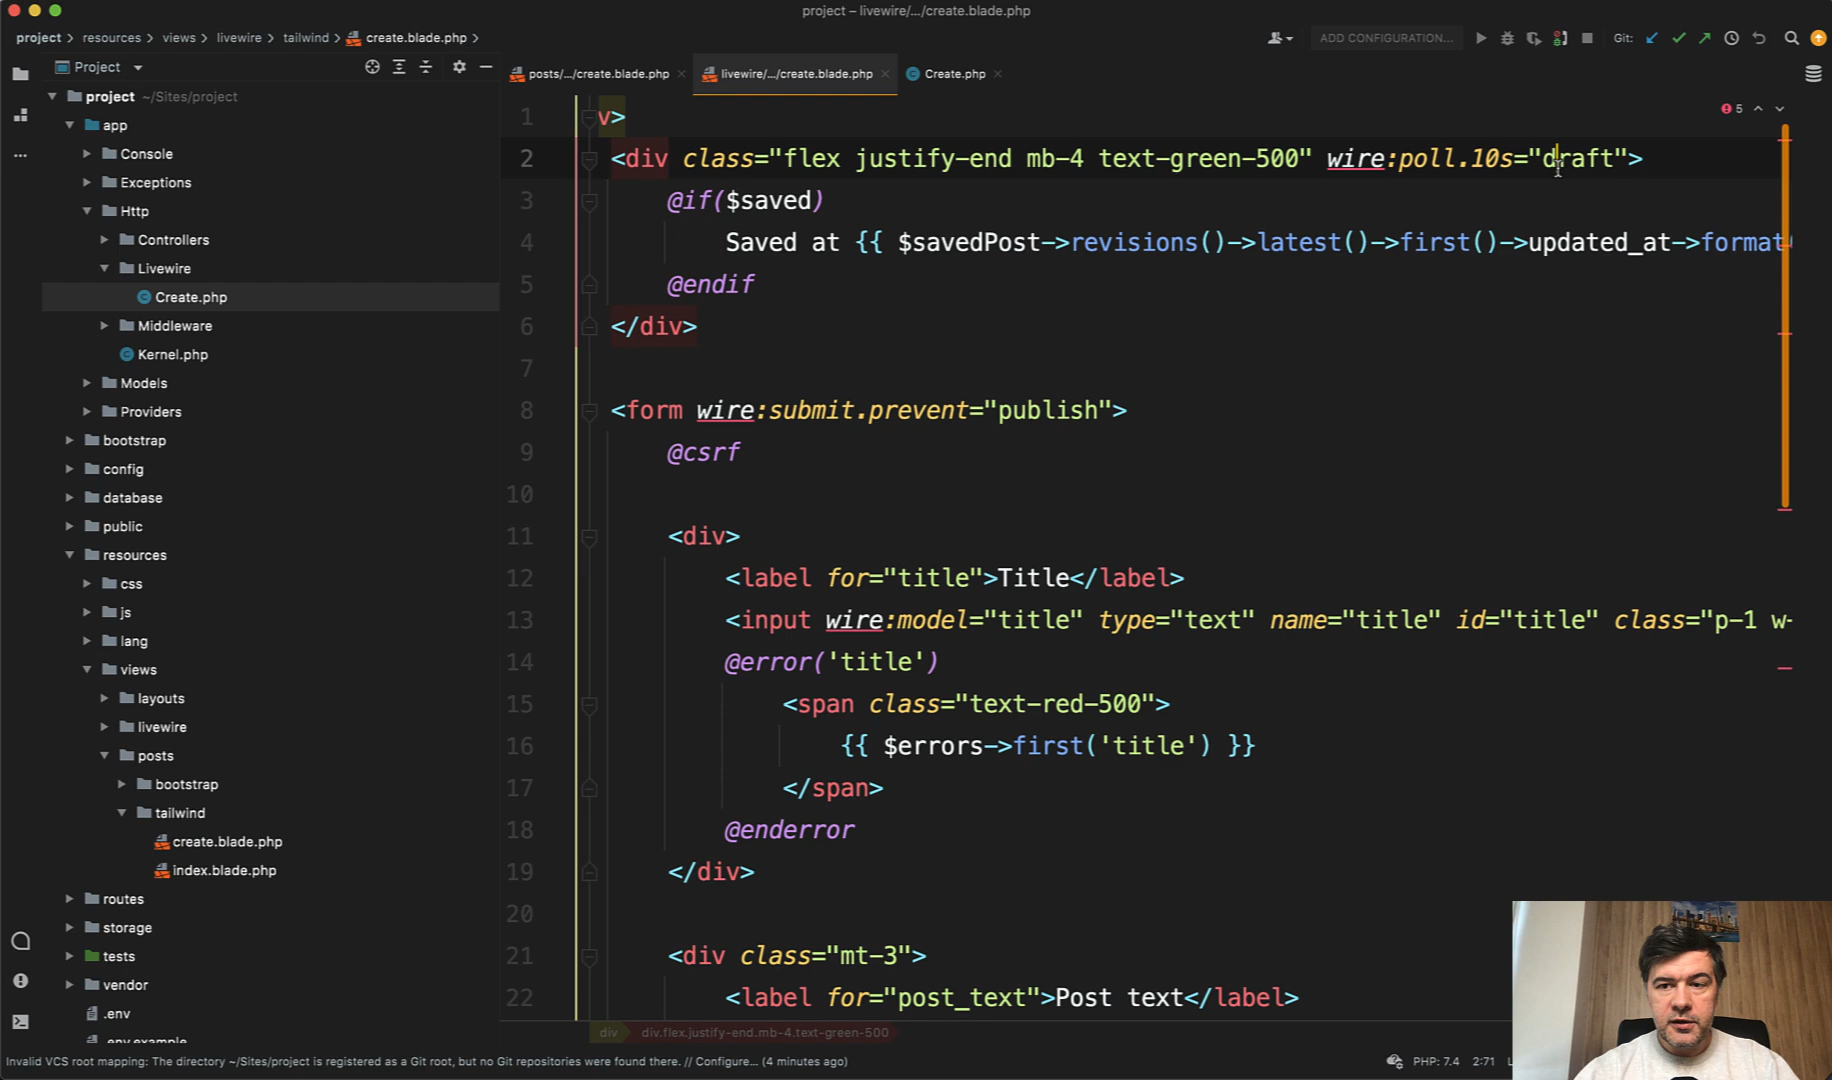 project – livewire/.../create.blade.php
project > resources > views > livewire > tailwind > create.blade.php >
ADD CONFIGURATION...
Git:
Project
posts/.../create.blade.php
livewire/.../create.blade.php
Create.php
project ~/Sites/project
app
Console
Exceptions
Http
Controllers
Livewire
Create.php
Middleware
Kernel.php
Models
Providers
bootstrap
config
database
public
resources
css
js
lang
views
layouts
livewire
posts
bootstrap
tailwind
create.blade.php
index.blade.php
routes
storage
tests
vendor
.env
.env.example
5
1 v>
2 <div class="flex justify-end mb-4 text-green-500" wire:poll.10s="draft">
3 @if($saved)
4 Saved at {{ $savedPost->revisions()->latest()->first()->updated_at->format(
5 @endif
6 </div>
7
8 <form wire:submit.prevent="publish">
9 @csrf
10
11 <div>
12 <label for="title">Title</label>
13 <input wire:model="title" type="text" name="title" id="title" class="p-1 w-
14 @error('title')
15 <span class="text-red-500">
16 {{ $errors->first('title') }}
17 </span>
18 @enderror
19 </div>
20
21 <div class="mt-3">
22 <label for="post_text">Post text</label>
div > div.flex.justify-end.mb-4.text-green-500
Invalid VCS root mapping: The directory ~/Sites/project is registered as a Git root, but no Git repositories were found there. // Configure... (4 minutes ago)
PHP: 7.4 2:71